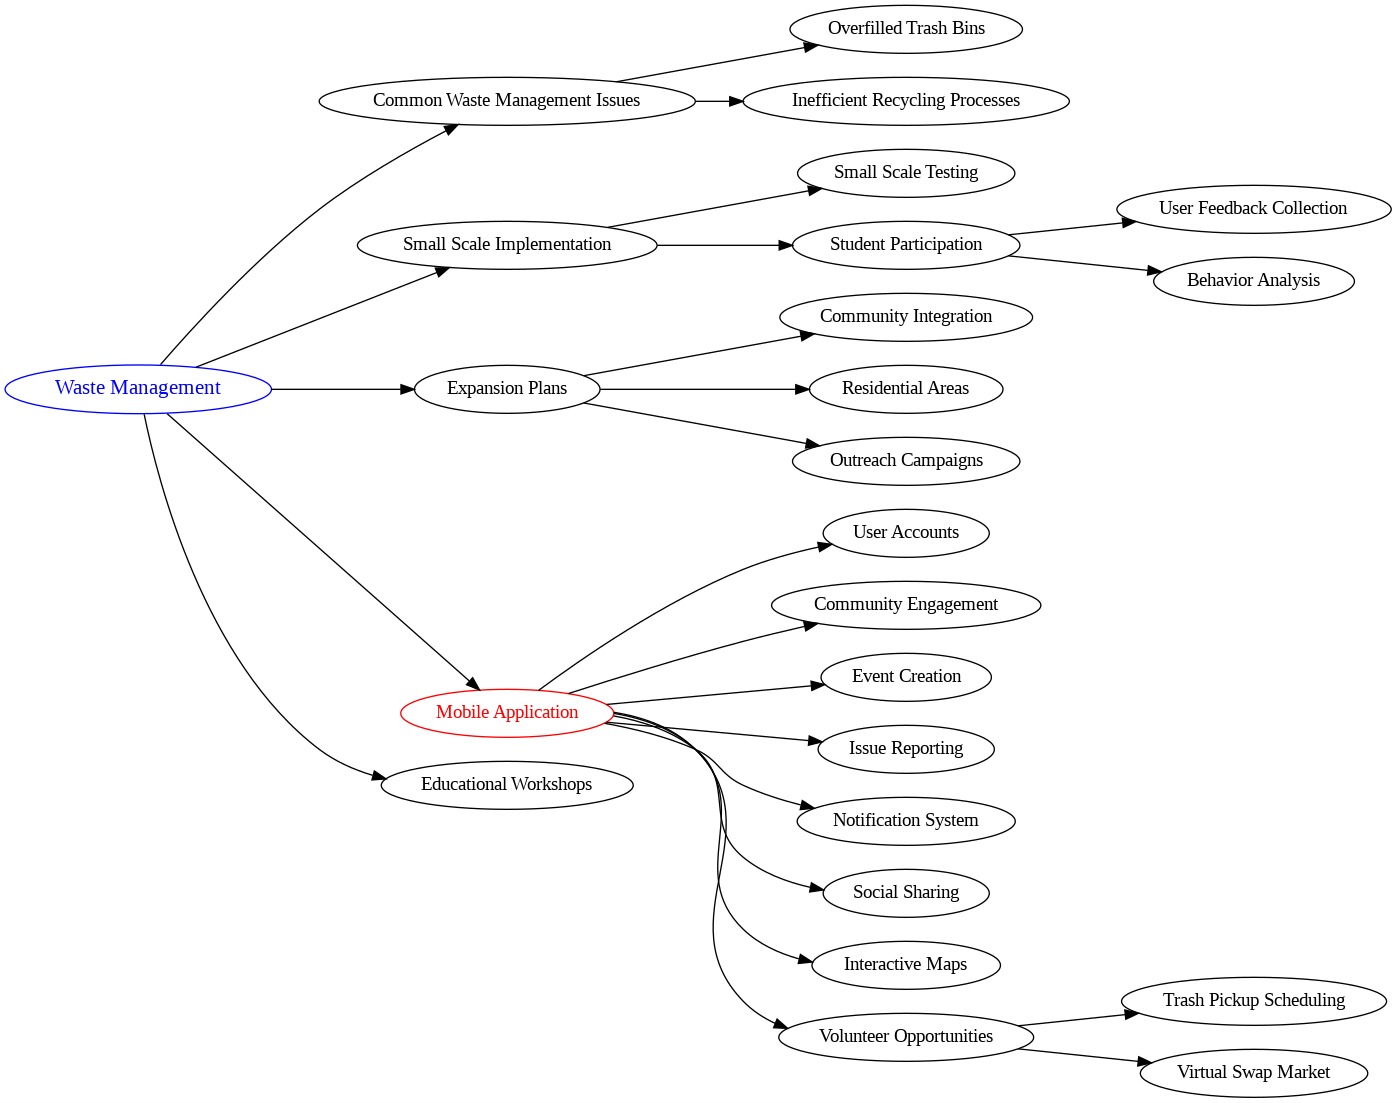 Overfilled Trash Bins
Common Waste Management Issues
Inefficient Recycling Processes
Small Scale Testing
User Feedback Collection
Small Scale Implementation
Student Participation
Behavior Analysis
Community Integration
Waste Management
Expansion Plans
Residential Areas
Outreach Campaigns
User Accounts
Community Engagement
Event Creation
Mobile Application
Issue Reporting
Educational Workshops
Notification System
Social Sharing
Interactive Maps
Trash Pickup Scheduling
Volunteer Opportunities
Virtual Swap Market